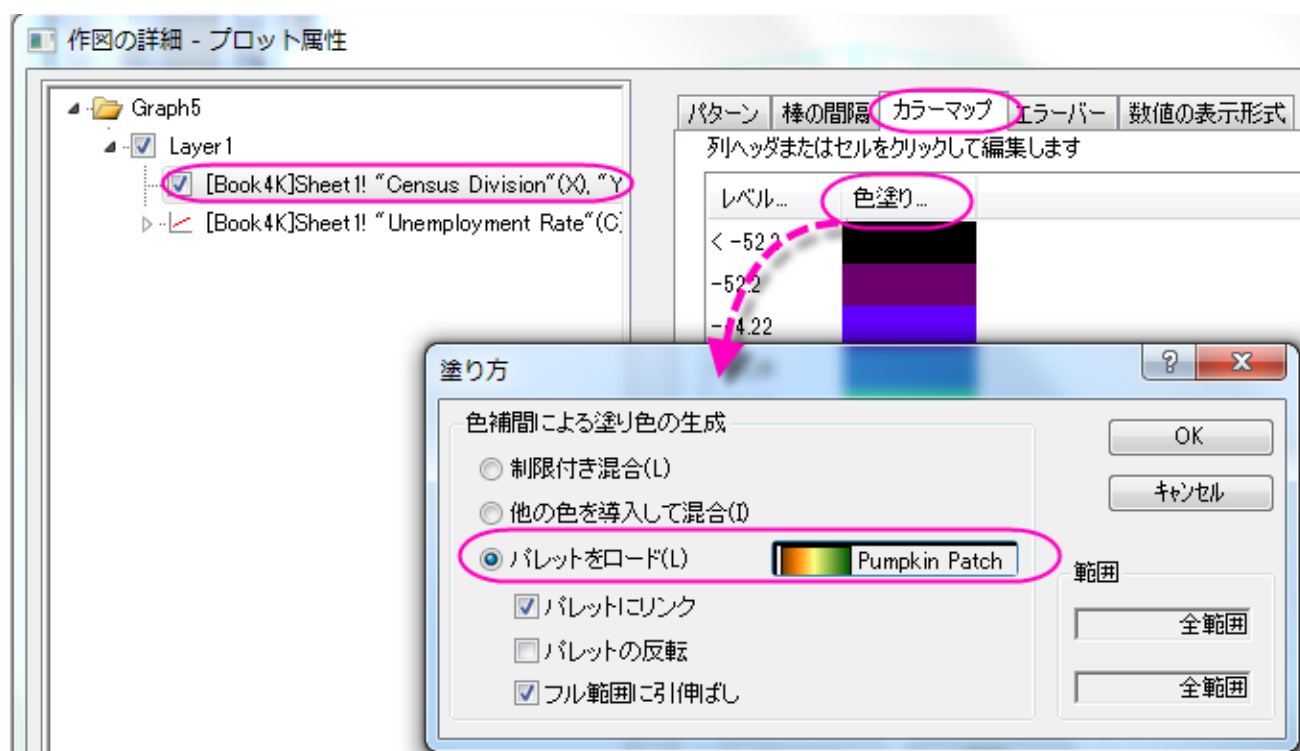 作図の詳細 - プロット属性
Graph5
Layer1
[Book4K]Sheet1! "Census Division"(X), "Y
[Book4K]Sheet1! "Unemployment Rate"(C
パターン 棒の間隔 カラーマップ エラーバー 数値の表示形式
列ヘッダまたはセルをクリックして編集します
レベル... 色塗り...
< -52.2
-52.2
塗り方
色補間による塗り色の生成
制限付き混合(L)
他の色を導入して混合(I)
パレットをロード(L) Pumpkin Patch
パレットにリンク
パレットの反転
フル範囲に引伸ばし
OK
キャンセル
範囲
全範囲
全範囲